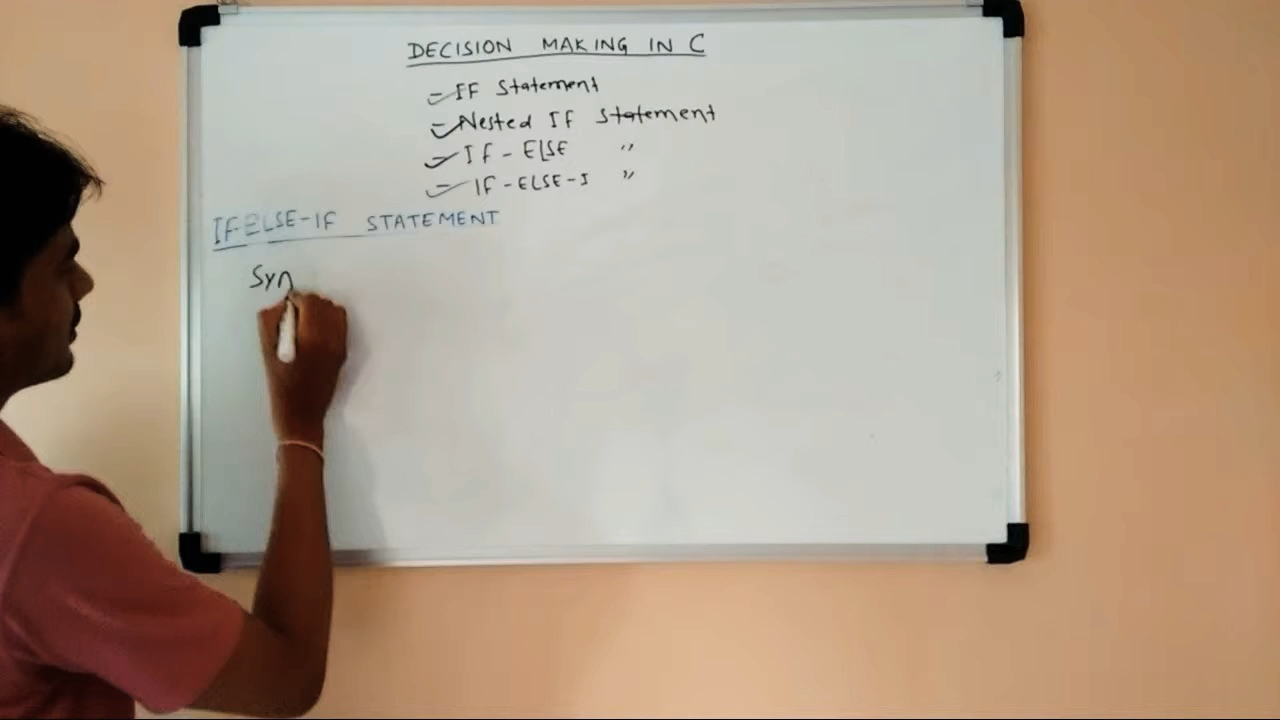 DECISION MAKING IN C
- IF Statement
- Nested IF Statement
- IF - ELSE "
- IF - ELSE - I "
IF ELSE-IF STATEMENT
Syn